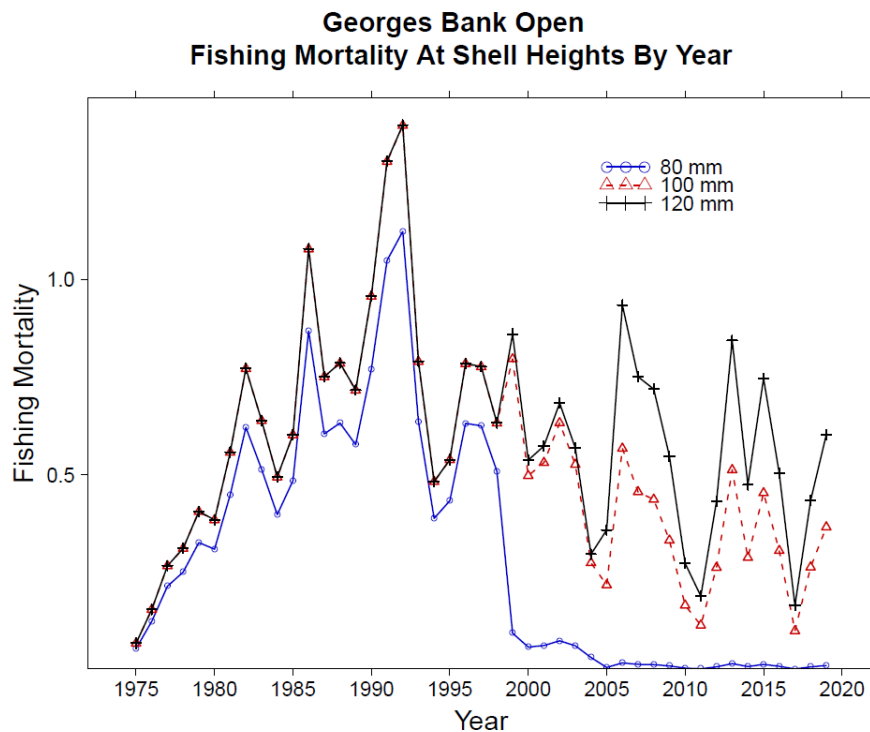 Georges Bank Open
Fishing Mortality At Shell Heights By Year
80 mm
100 mm
120 mm
1.0
0.5
Fishing Mortality
1975 1980 1985 1990 1995 2000 2005 2010 2015 2020
Year